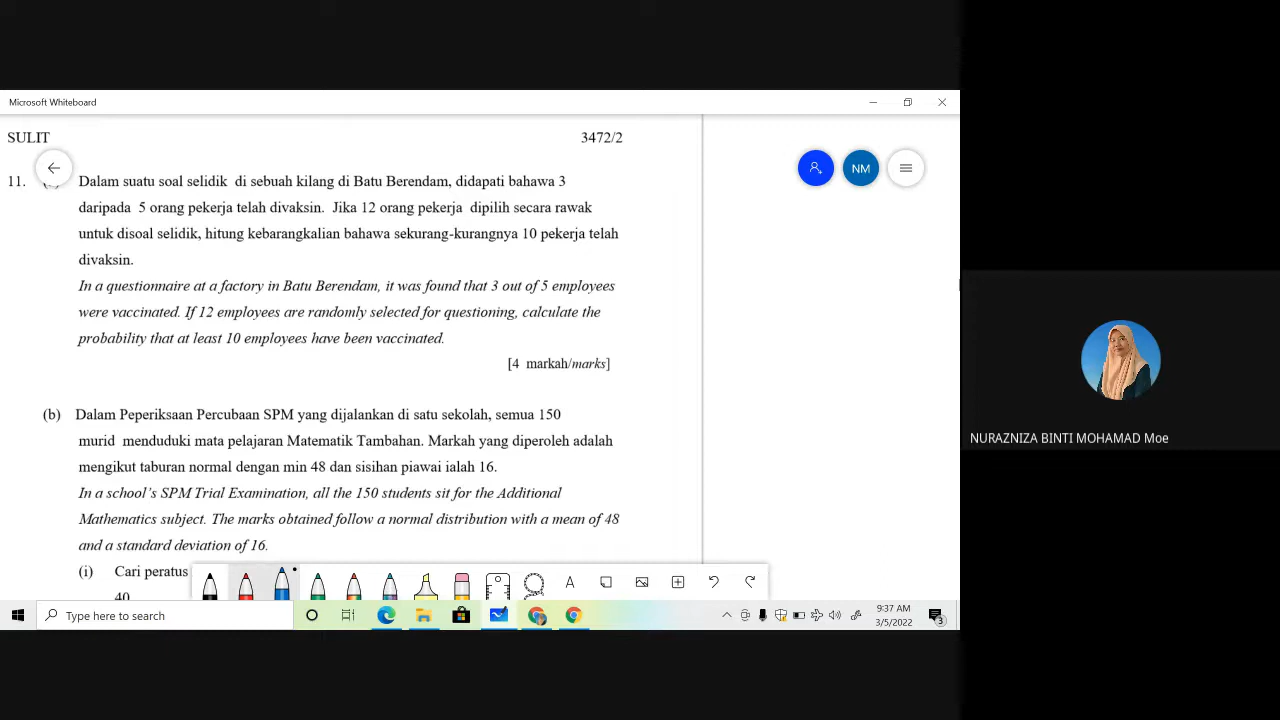 Microsoft Whiteboard
SULIT
3472/2
11.
Dalam suatu soal selidik di sebuah kilang di Batu Berendam, didapati bahawa 3
daripada 5 orang pekerja telah divaksin. Jika 12 orang pekerja dipilih secara rawak
untuk disoal selidik, hitung kebarangkalian bahawa sekurang-kurangnya 10 pekerja telah
divaksin.
In a questionnaire at a factory in Batu Berendam, it was found that 3 out of 5 employees
were vaccinated. If 12 employees are randomly selected for questioning, calculate the
probability that at least 10 employees have been vaccinated.
[4 markah/marks]
(b) Dalam Peperiksaan Percubaan SPM yang dijalankan di satu sekolah, semua 150
murid menduduki mata pelajaran Matematik Tambahan. Markah yang diperoleh adalah
mengikut taburan normal dengan min 48 dan sisihan piawai ialah 16.
In a school's SPM Trial Examination, all the 150 students sit for the Additional
Mathematics subject. The marks obtained follow a normal distribution with a mean of 48
and a standard deviation of 16.
(i) Cari peratus
40
NM
A
Type here to search
9:37 AM
3/5/2022
3
NURAZNIZA BINTI MOHAMAD Moe